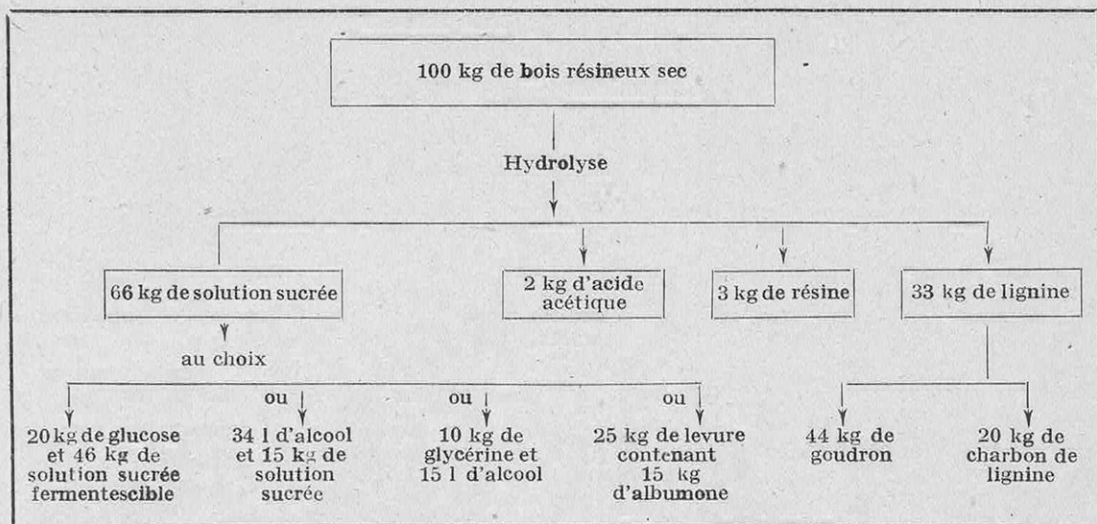 100 kg de bois résineux sec
Hydrolyse
66 kg de solution sucrée
2 kg d'acide
acétique
3 kg de résine
33 kg de lignine
au choix
ou
ou
ou
20 kg de glucose
et 46 kg de
solution sucrée
fermentescible
34 l d'alcool
et 15 kg de
solution
sucrée
10 kg de
glycérine et
15 l d'alcool
25 kg de levure
contenant
15 kg
d'albumone
44 kg de
goudron
20 kg de
charbon de
lignine